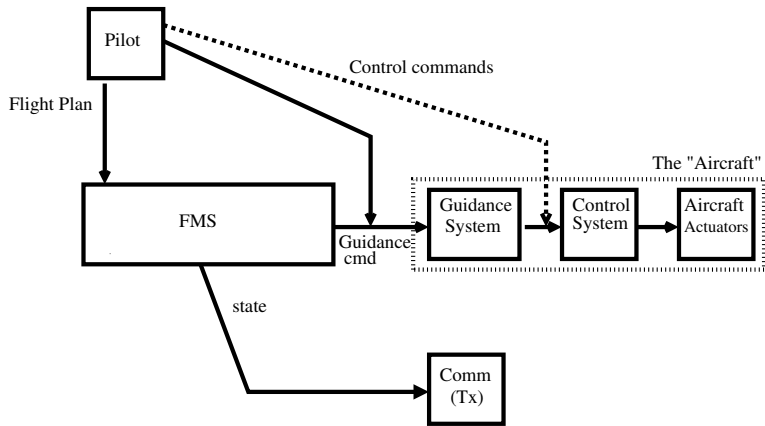 Pilot
Control commands
Flight Plan
The "Aircraft"
FMS
Guidance
System
Control
System
Aircraft
Actuators
Guidance
cmd
state
Comm
(Tx)